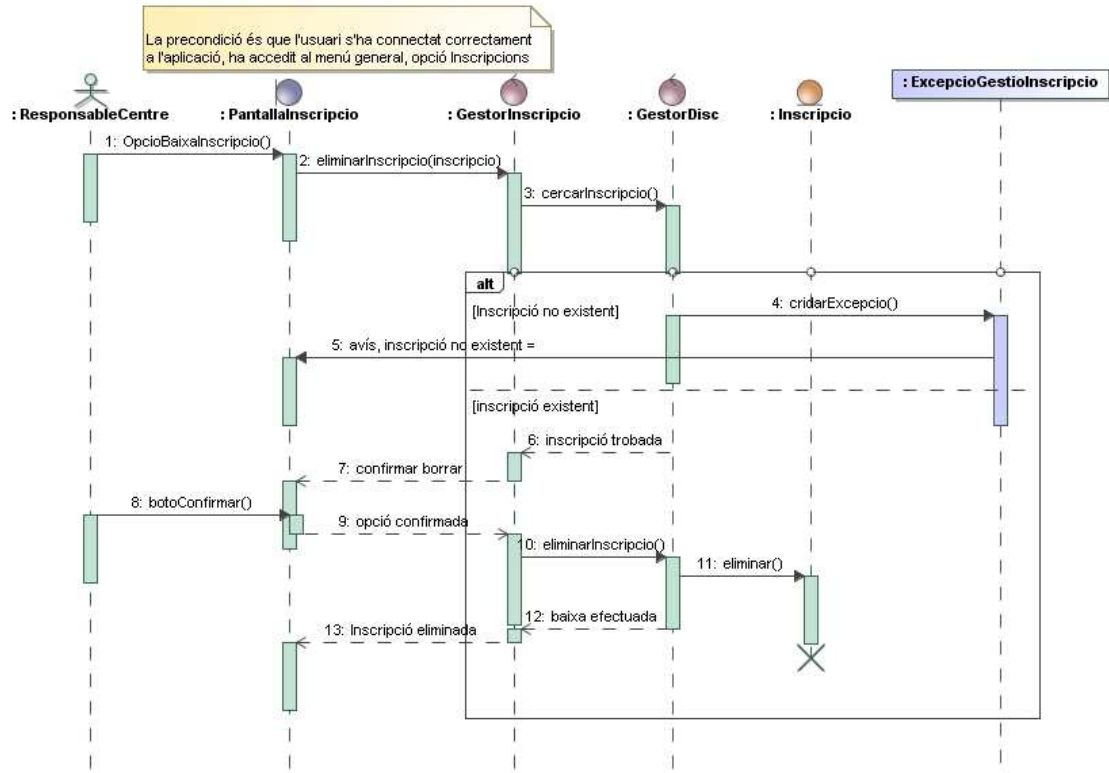 La precondició és que l'usuari s'ha connectat correctament
a l'aplicació, ha accedit al menú general, opció Inscripcions
: ResponsableCentre
: PantallaInscripcio
: GestorInscripcio
: GestorDisc
: Inscripcio
: ExcepcioGestioInscripcio
1: OpcioBaixaInscripcio()
2: eliminarInscripcio(inscripcio)
3: cercarInscripcio()
alt
[Inscripció no existent]
4: cridarExcepcio()
5: avís, inscripció no existent =
[inscripció existent]
6: inscripció trobada
7: confirmar borrar
8: botoConfirmar()
9: opció confirmada
10: eliminarInscripcio()
11: eliminar()
12: baixa efectuada
13: Inscripció eliminada